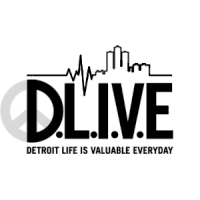 D.L.I.V.E
DETROIT LIFE IS VALUABLE EVERYDAY